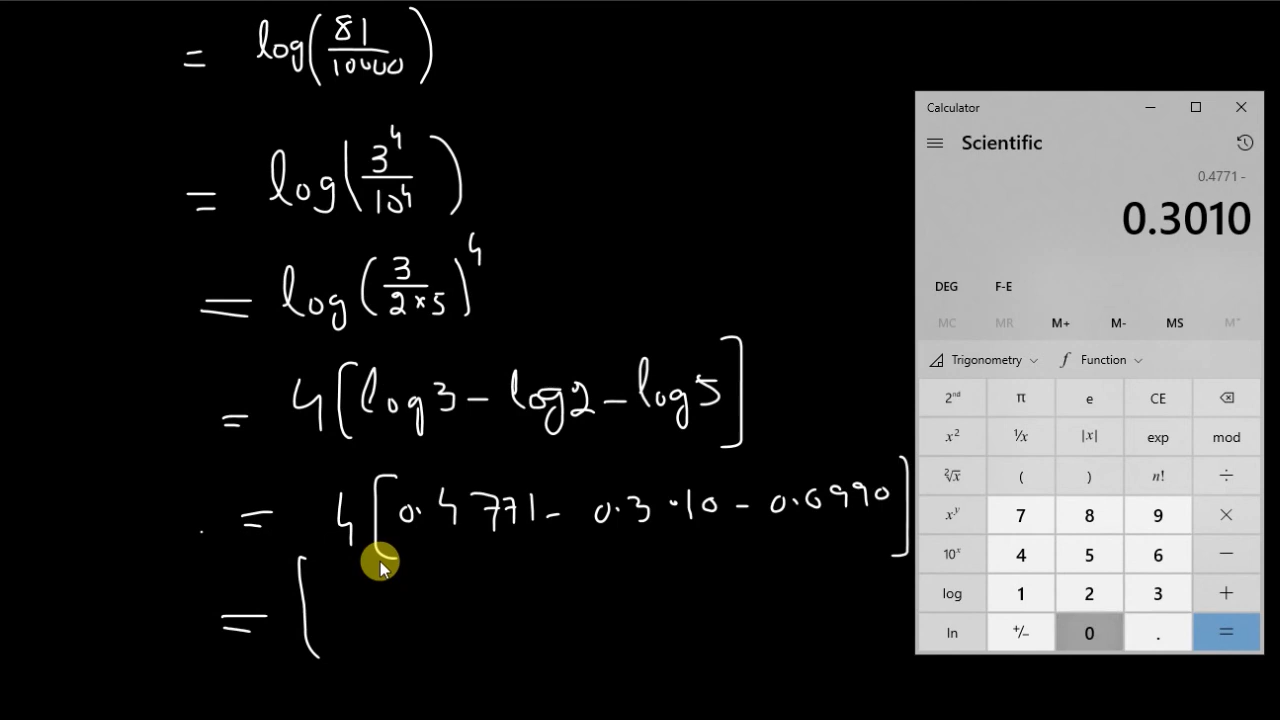 = log(81/10000)
= log(3⁴/10⁴)
= log(3/2×5)⁴
= 4[log3 – log2 – log5]
. = 4[0.4771 – 0.3010 – 0.6990]
= (
Calculator
Scientific
0.4771 -
0.3010
DEG F-E
MC MR M+ M- MS M˅
Trigonometry Function
2ⁿᵈ π e CE
x² ¹/x |x| exp mod
²√x ( ) n! ÷
xʸ 7 8 9 ×
10ˣ 4 5 6 −
log 1 2 3 +
ln +/− 0 . =